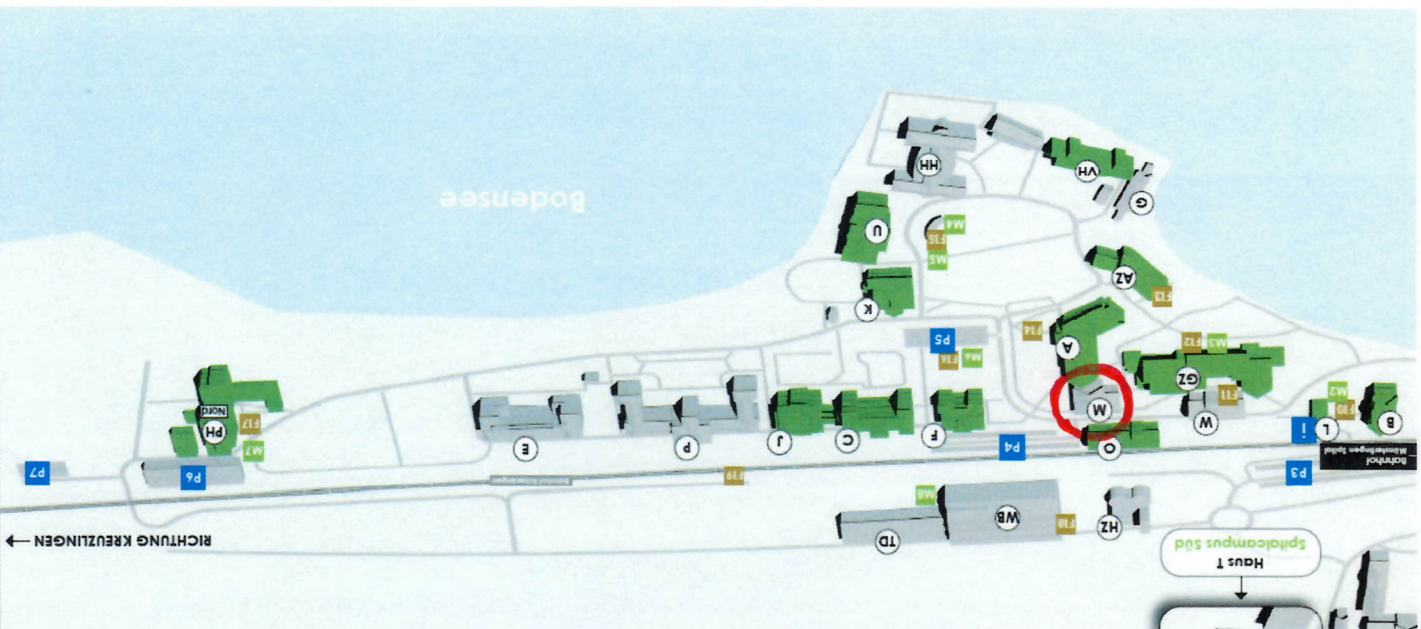 Haus T
Spitalcampus Süd
RICHTUNG KREUZLINGEN
HZ
F18
WB
M8
TD
P3
F19
P6
P7
Bahnhof
Münsterlingen Spital
B
L
i
F10
M2
O
P4
F
C
J
P
E
M7
PH
Nord
F17
W
F11
M
GZ
F12
M3
A
F14
M6
F16
P5
K
F13
AZ
M5
F15
M4
U
G
VH
HH
Bodensee